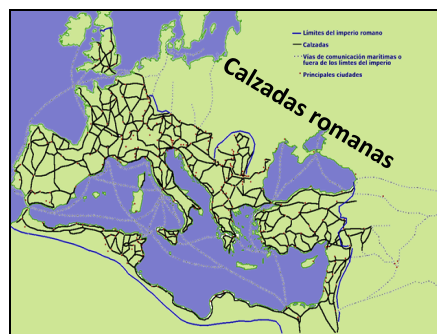 Límites del imperio romano
Calzadas
Vías de comunicación marítimas o
fuera de los límites del imperio
Principales ciudades
Calzadas romanas